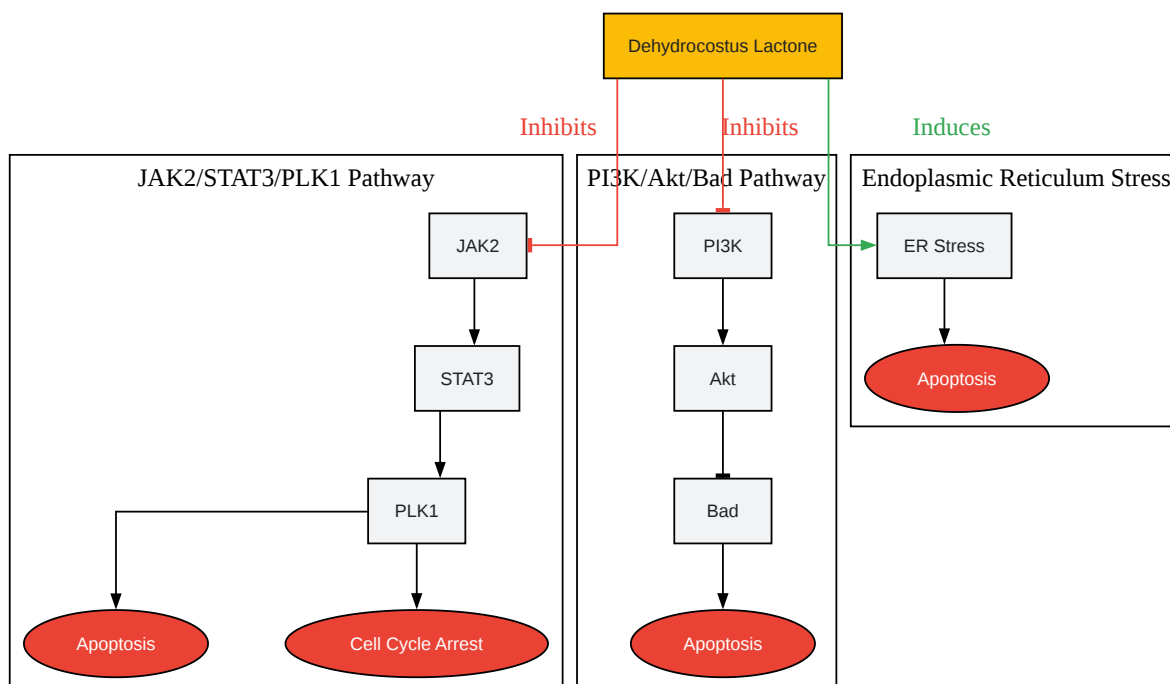 Dehydrocostus Lactone
Inhibits
Inhibits
Induces
JAK2/STAT3/PLK1 Pathway
PI3K/Akt/Bad Pathway
Endoplasmic Reticulum Stress
JAK2
PI3K
ER Stress
STAT3
Akt
Apoptosis
PLK1
Bad
Apoptosis
Cell Cycle Arrest
Apoptosis